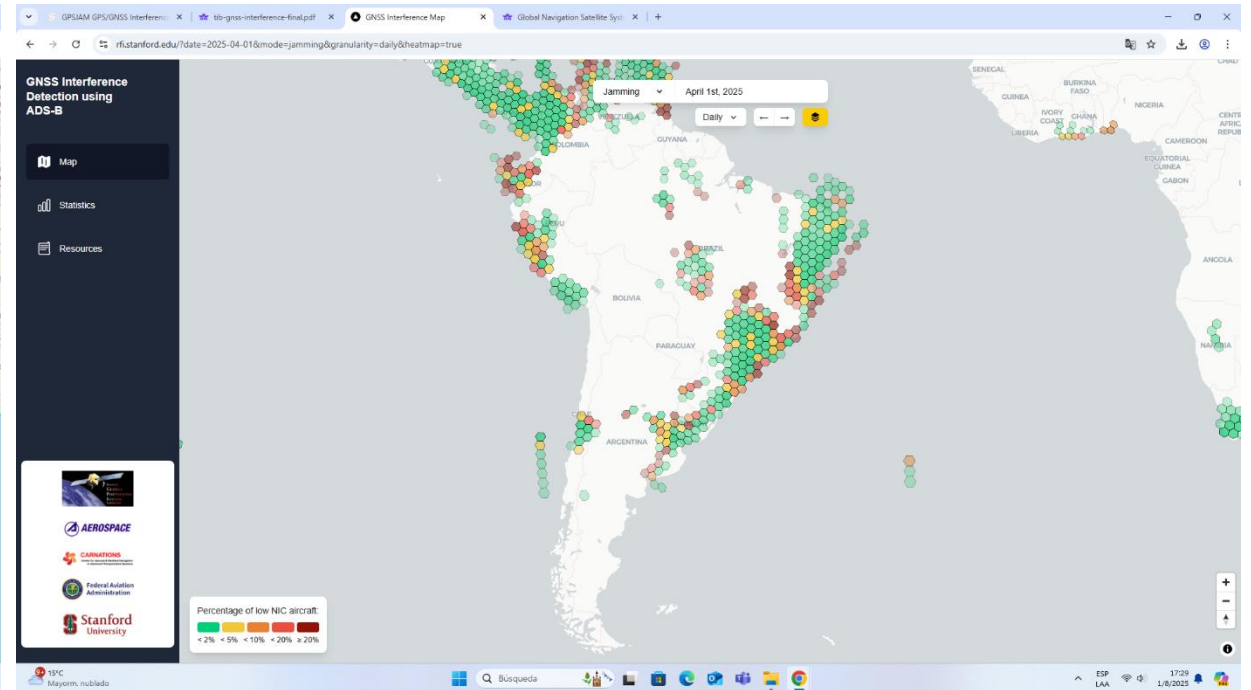 GPSJAM GPS/GNSS Interferenc
tib-gnss-interference-final.pdf
GNSS Interference Map
Global Navigation Satellite Syst
rfi.stanford.edu/?date=2025-04-01&mode=jamming&granularity=daily&heatmap=true
GNSS Interference
Detection using
ADS-B
Map
Statistics
Resources
AEROSPACE
CARNATIONS
Federal Aviation
Administration
Stanford
University
Jamming
April 1st, 2025
Daily
COLOMBIA
GUYANA
BRAZIL
BOLIVIA
PARAGUAY
ARGENTINA
SENEGAL
GUINEA
BURKINA
FASO
IVORY
COAST
GHANA
LIBERIA
NIGERIA
CAMEROON
EQUATORIAL
GUINEA
GABON
ANGOLA
Percentage of low NIC aircraft:
< 2% < 5% < 10% < 20% ≥ 20%
15°C
Mayorm. nublado
Búsqueda
ESP
LAA
17:29
1/8/2025